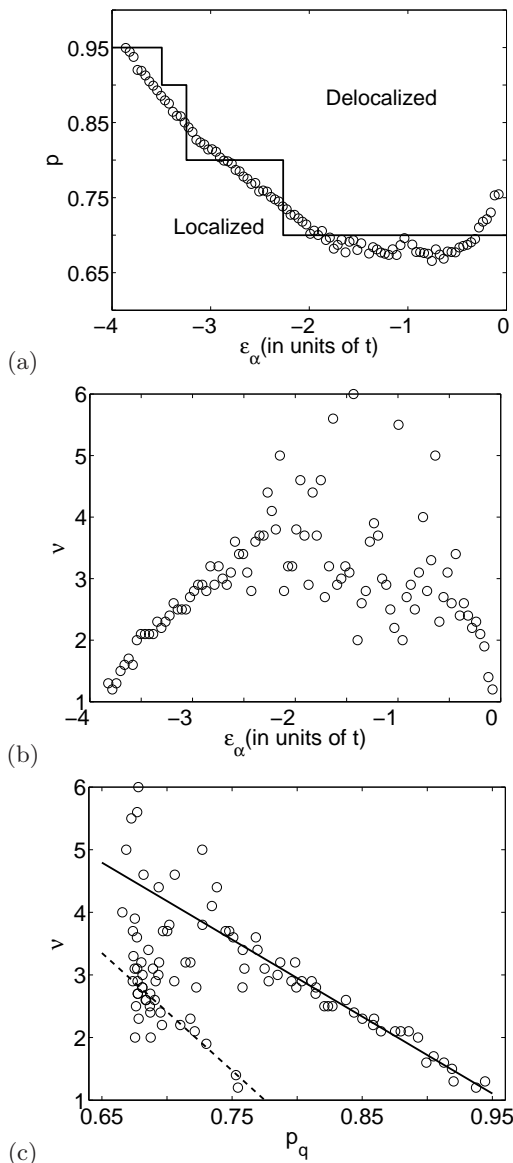 0.95
0.85
0.75
0.65
p
Delocalized
Localized
−4 −3 −2 −1 0
ε_α(in units of t)
(a)
6
5
4
3
2
1
ν
−4 −3 −2 −1 0
ε_α(in units of t)
(b)
6
5
4
3
2
1
ν
0.65 0.75 0.85 0.95
p_q
(c)